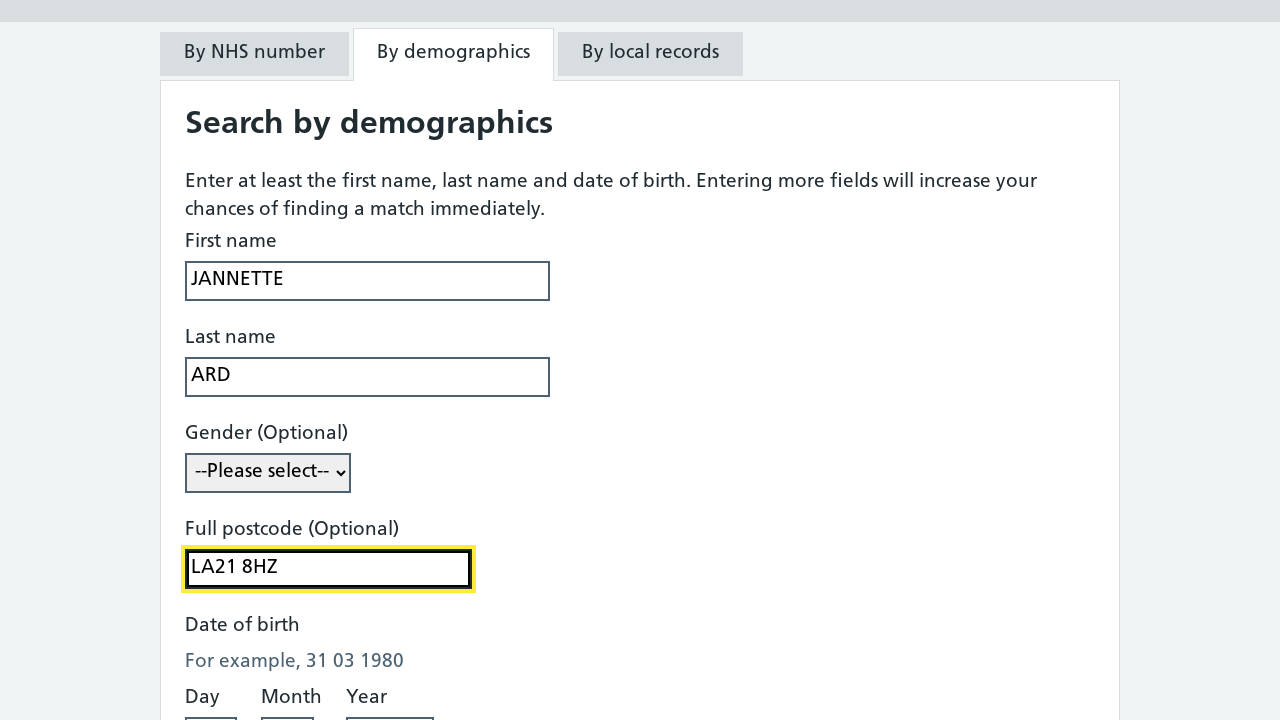 By NHS number By demographics By local records
Search by demographics
Enter at least the first name, last name and date of birth. Entering more fields will increase your
chances of finding a match immediately.
First name
JANNETTE
Last name
ARD
Gender (Optional)
--Please select--
Full postcode (Optional)
LA21 8HZ
Date of birth
For example, 31 03 1980
Day Month Year